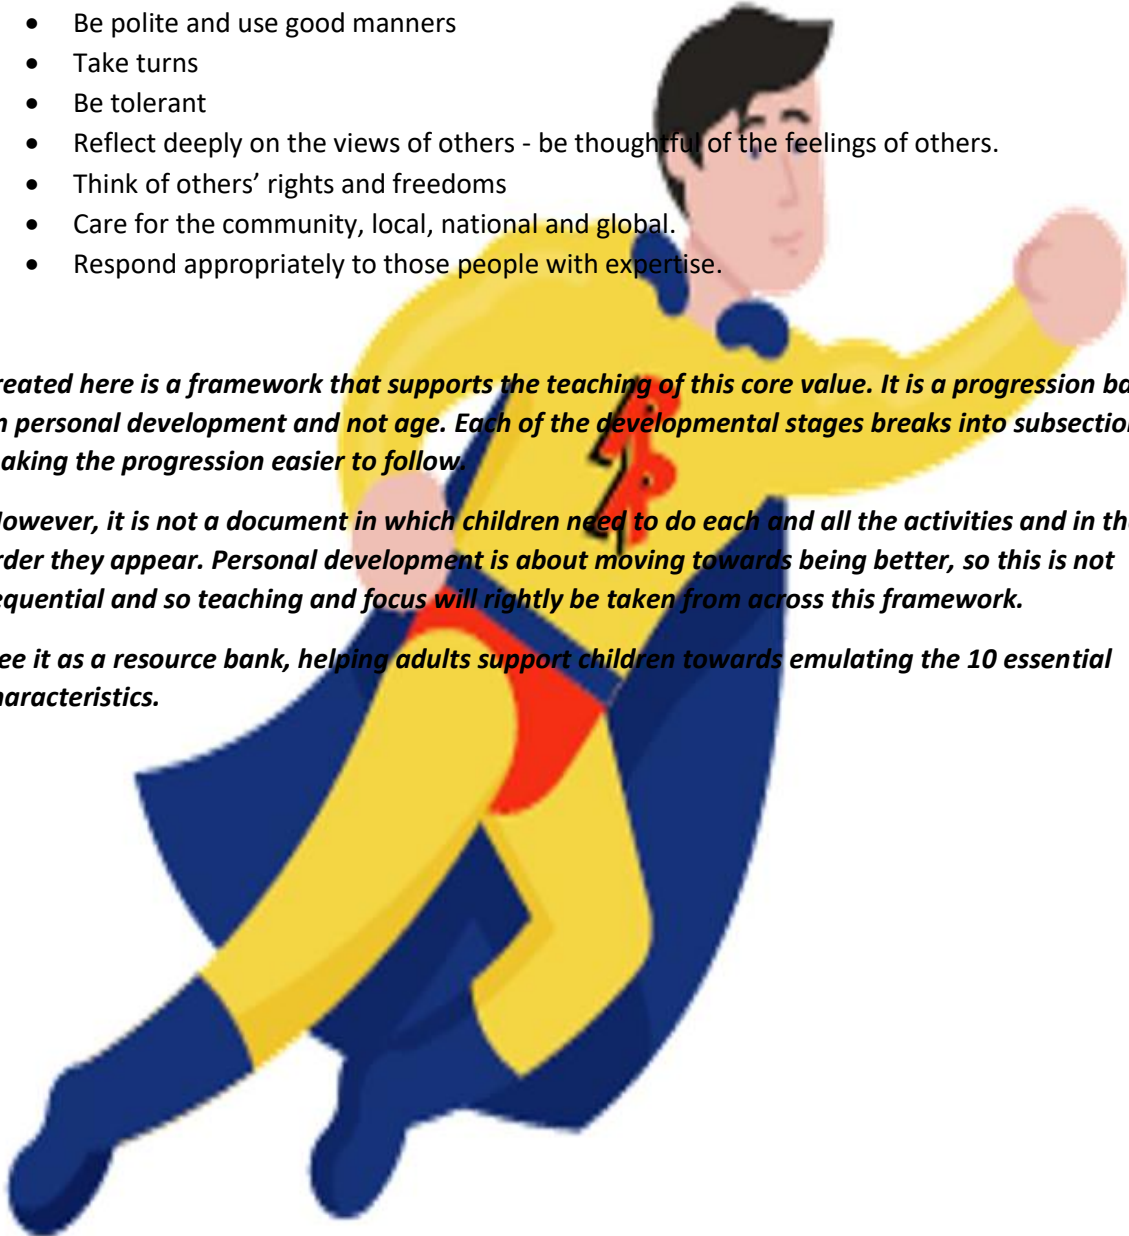 • Be polite and use good manners
• Take turns
• Be tolerant
• Reflect deeply on the views of others - be thoughtful of the feelings of others.
• Think of others’ rights and freedoms
• Care for the community, local, national and global.
• Respond appropriately to those people with expertise.
reated here is a framework that supports the teaching of this core value. It is a progression ba
n personal development and not age. Each of the developmental stages breaks into subsection
aking the progression easier to follow.
However, it is not a document in which children need to do each and all the activities and in the
rder they appear. Personal development is about moving towards being better, so this is not
equential and so teaching and focus will rightly be taken from across this framework.
ee it as a resource bank, helping adults support children towards emulating the 10 essential
haracteristics.